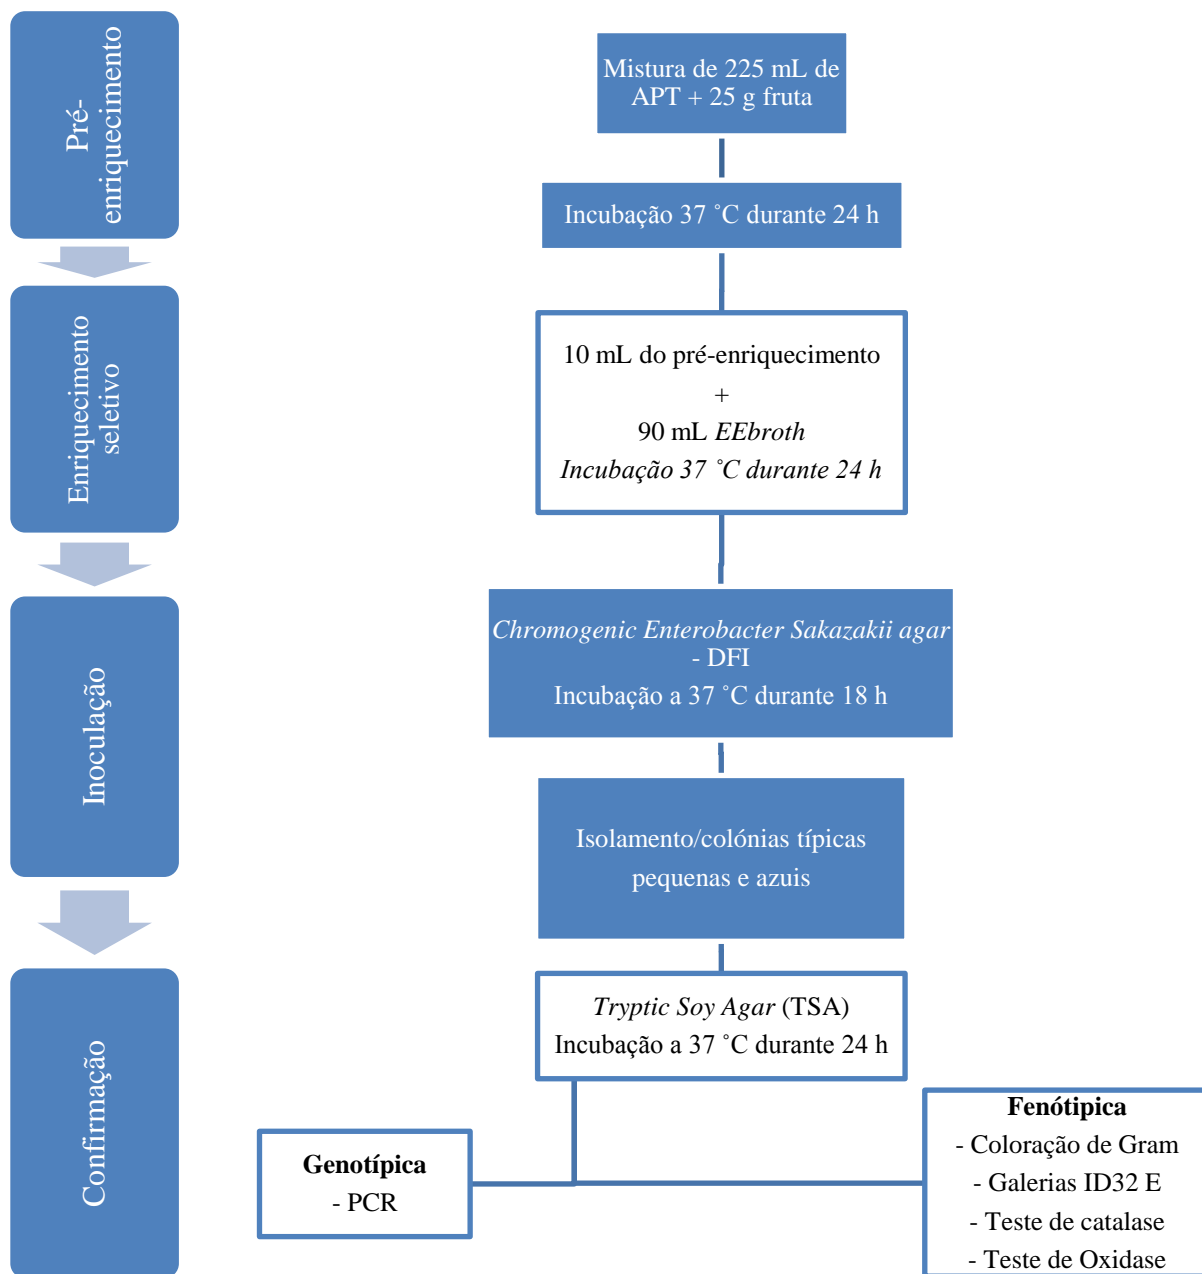 Pré-
enriquecimento
Mistura de 225 mL de
APT + 25 g fruta
Incubação 37 ˚C durante 24 h
Enriquecimento
seletivo
10 mL do pré-enriquecimento
+
90 mL EEbroth
Incubação 37 ˚C durante 24 h
Inoculação
Chromogenic Enterobacter Sakazakii agar
- DFI
Incubação a 37 ˚C durante 18 h
Isolamento/colónias típicas
pequenas e azuis
Confirmação
Tryptic Soy Agar (TSA)
Incubação a 37 ˚C durante 24 h
Genotípica
- PCR
Fenótipica
- Coloração de Gram
- Galerias ID32 E
- Teste de catalase
- Teste de Oxidase